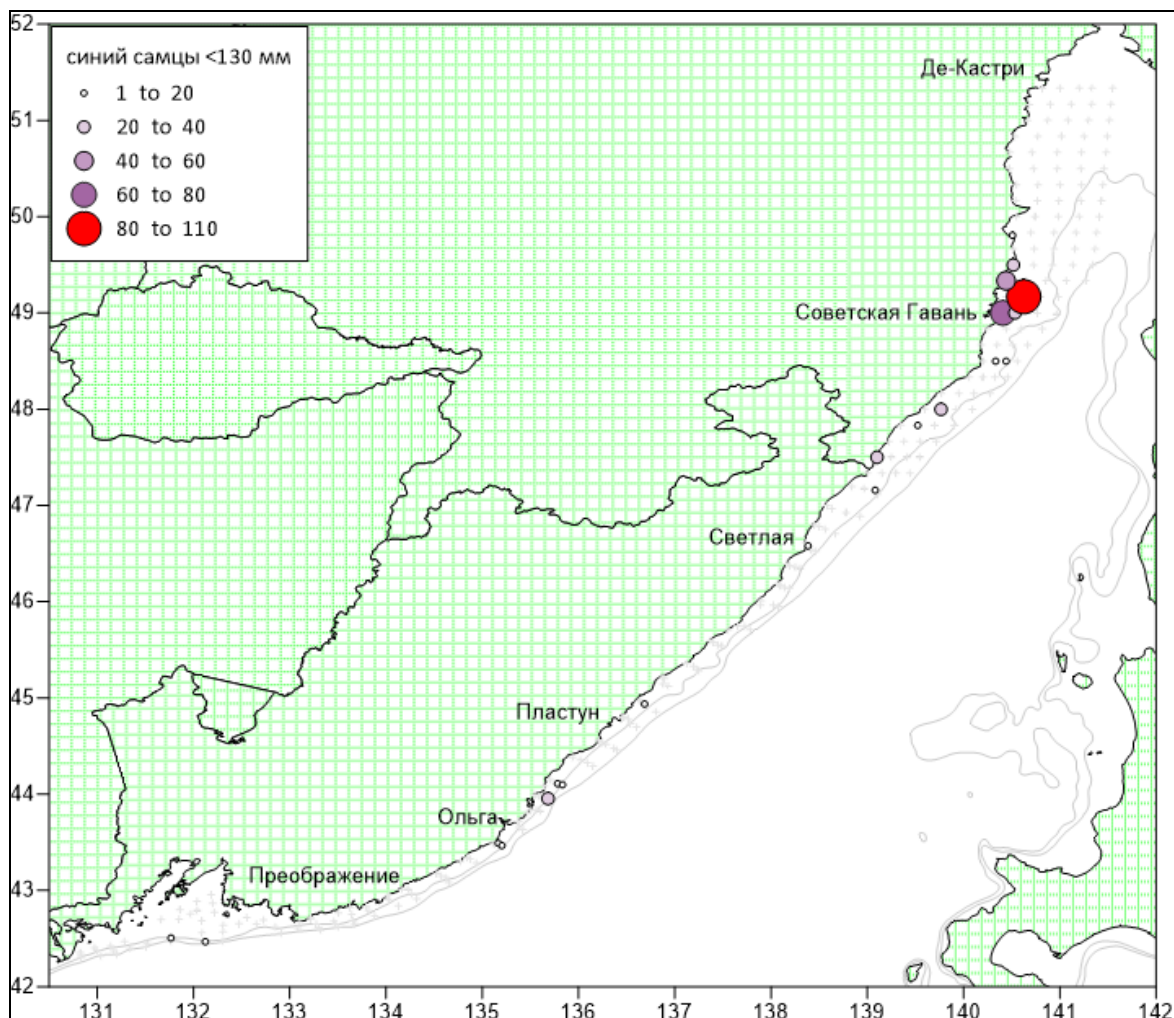 52
синий самцы <130 мм
1 to 20
20 to 40
40 to 60
60 to 80
80 to 110
Де-Кастри
51
50
49
Советская Гавань
48
47
Светлая
46
45
Пластун
44
Ольга
43
Преображение
42
131 132 133 134 135 136 137 138 139 140 141 142